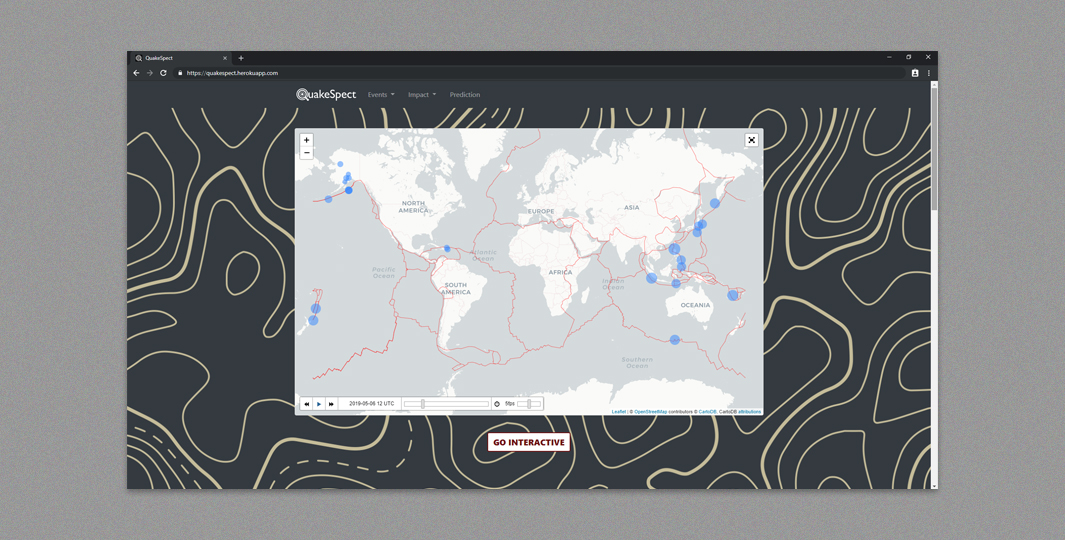 QuakeSpect
https://quakespect.herokuapp.com
QuakeSpect Events Impact Prediction
+
−
NORTH
AMERICA
EUROPE
ASIA
Atlantic
Ocean
Pacific
Ocean
AFRICA
Indian
Ocean
SOUTH
AMERICA
OCEANIA
Southern
Ocean
2019-05-06 12 UTC 5fps
Leaflet | © OpenStreetMap contributors © CartoDB, CartoDB attributions
GO INTERACTIVE